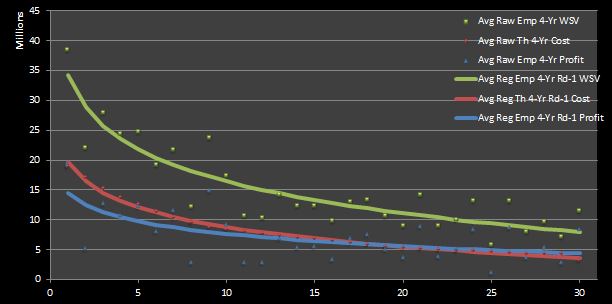 Millions
45
40
35
30
25
20
15
10
5
0
0
5
10
15
20
25
30
Avg Raw Emp 4-Yr WSV
Avg Raw Th 4-Yr Cost
Avg Raw Emp 4-Yr Profit
Avg Reg Emp 4-Yr Rd-1 WSV
Avg Reg Th 4-Yr Rd-1 Cost
Avg Reg Emp 4-Yr Rd-1 Profit